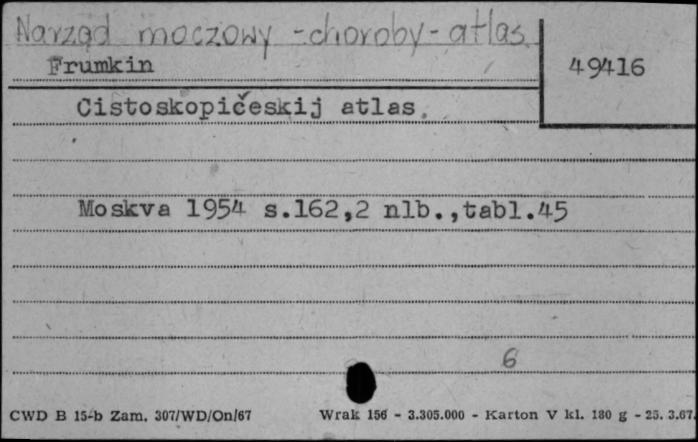 Narząd moczowy - choroby - atlas
Frumkin
49416
Cistoskopičeskij atlas.
Moskva 1954 s.162,2 nlb.,tabl.45
6
CWD B 15-b Zam. 307/WD/On/67
Wrak 156 - 3.305.000 - Karton V kl. 180 g - 25. 3.67.